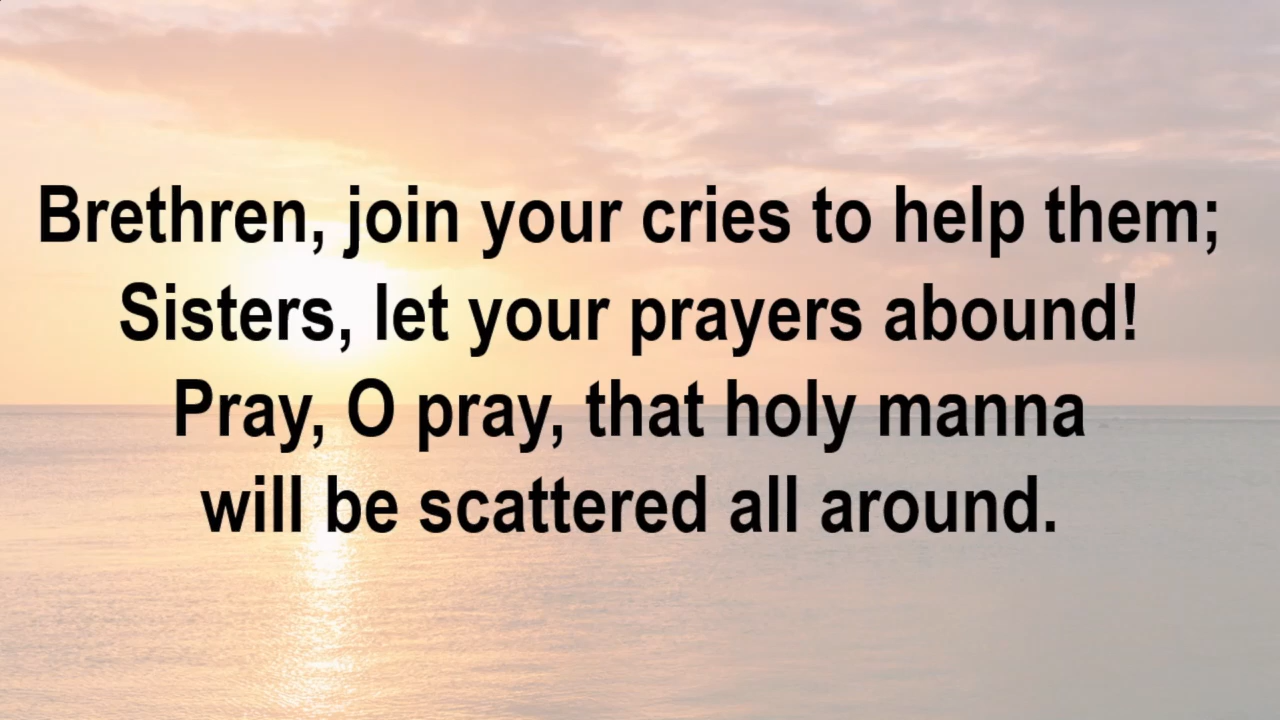 Brethren, join your cries to help them;
Sisters, let your prayers abound!
Pray, O pray, that holy manna
will be scattered all around.